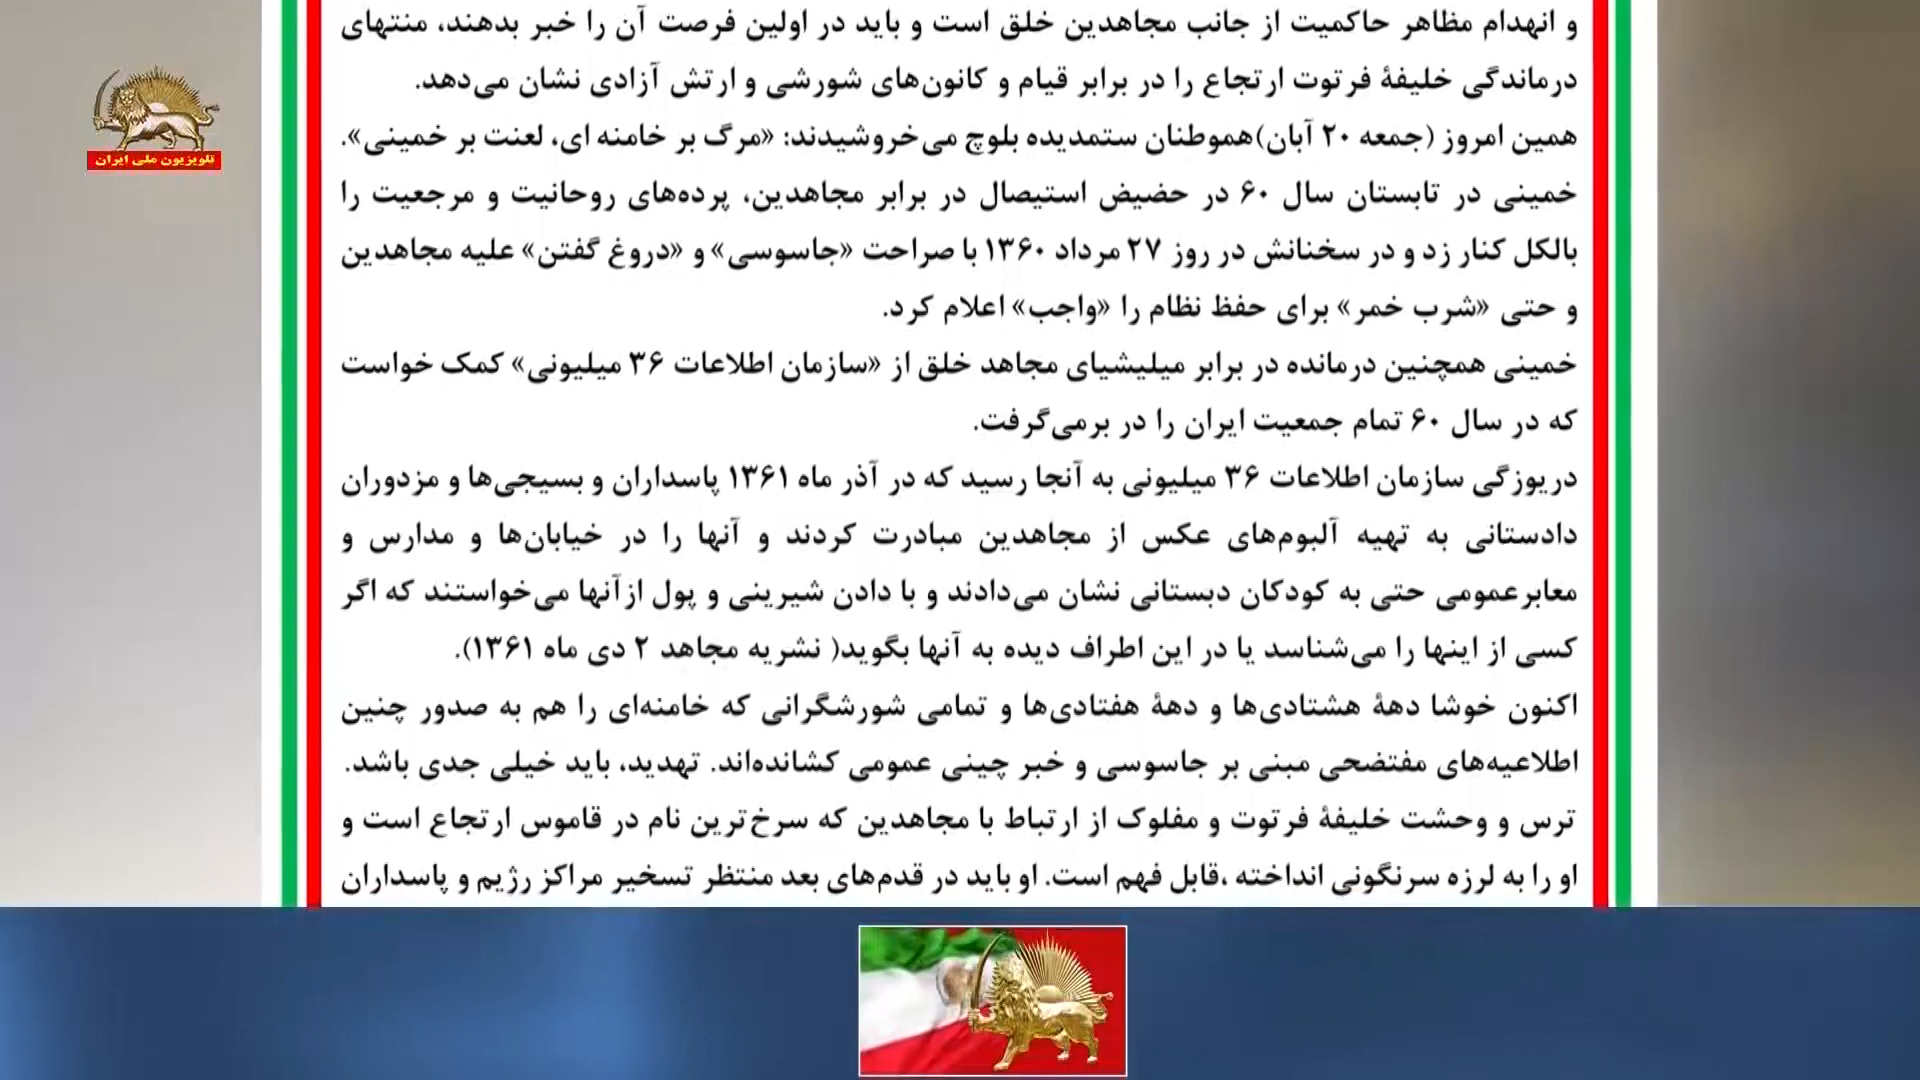 و انهدام مظاهر حاکمیت از جانب مجاهدین خلق است و باید در اولین فرصت آن را خبر بدهند، منتهای
درماندگی خلیفهٔ فرتوت ارتجاع را در برابر قیام و کانون‌های شورشی و ارتش آزادی نشان می‌دهد.
تلویزیون ملی ایران
همین امروز (جمعه ۲۰ آبان)هموطنان ستمدیده بلوچ می‌خروشیدند: «مرگ بر خامنه ای، لعنت بر خمینی».
خمینی در تابستان سال ۶۰ در حضیض استیصال در برابر مجاهدین، پرده‌های روحانیت و مرجعیت را
بالکل کنار زد و در سخنانش در روز ۲۷ مرداد ۱۳۶۰ با صراحت «جاسوسی» و «دروغ گفتن» علیه مجاهدین
و حتی «شرب خمر» برای حفظ نظام را «واجب» اعلام کرد.
خمینی همچنین درمانده در برابر میلیشیای مجاهد خلق از «سازمان اطلاعات ۳۶ میلیونی» کمک خواست
که در سال ۶۰ تمام جمعیت ایران را در برمی‌گرفت.
دریوزگی سازمان اطلاعات ۳۶ میلیونی به آنجا رسید که در آذر ماه ۱۳۶۱ پاسداران و بسیجی‌ها و مزدوران
دادستانی به تهیه آلبوم‌های عکس از مجاهدین مبادرت کردند و آنها را در خیابان‌ها و مدارس و
معابرعمومی حتی به کودکان دبستانی نشان می‌دادند و با دادن شیرینی و پول ازآنها می‌خواستند که اگر
کسی از اینها را می‌شناسد یا در این اطراف دیده به آنها بگوید( نشریه مجاهد ۲ دی ماه ۱۳۶۱).
اکنون خوشا دههٔ هشتادی‌ها و دههٔ هفتادی‌ها و تمامی شورشگرانی که خامنه‌ای را هم به صدور چنین
اطلاعیه‌های مفتضحی مبنی بر جاسوسی و خبر چینی عمومی کشانده‌اند. تهدید، باید خیلی جدی باشد.
ترس و وحشت خلیفهٔ فرتوت و مفلوک از ارتباط با مجاهدین که سرخ‌ترین نام در قاموس ارتجاع است و
او را به لرزه سرنگونی انداخته ،قابل فهم است. او باید در قدم‌های بعد منتظر تسخیر مراکز رژیم و پاسداران